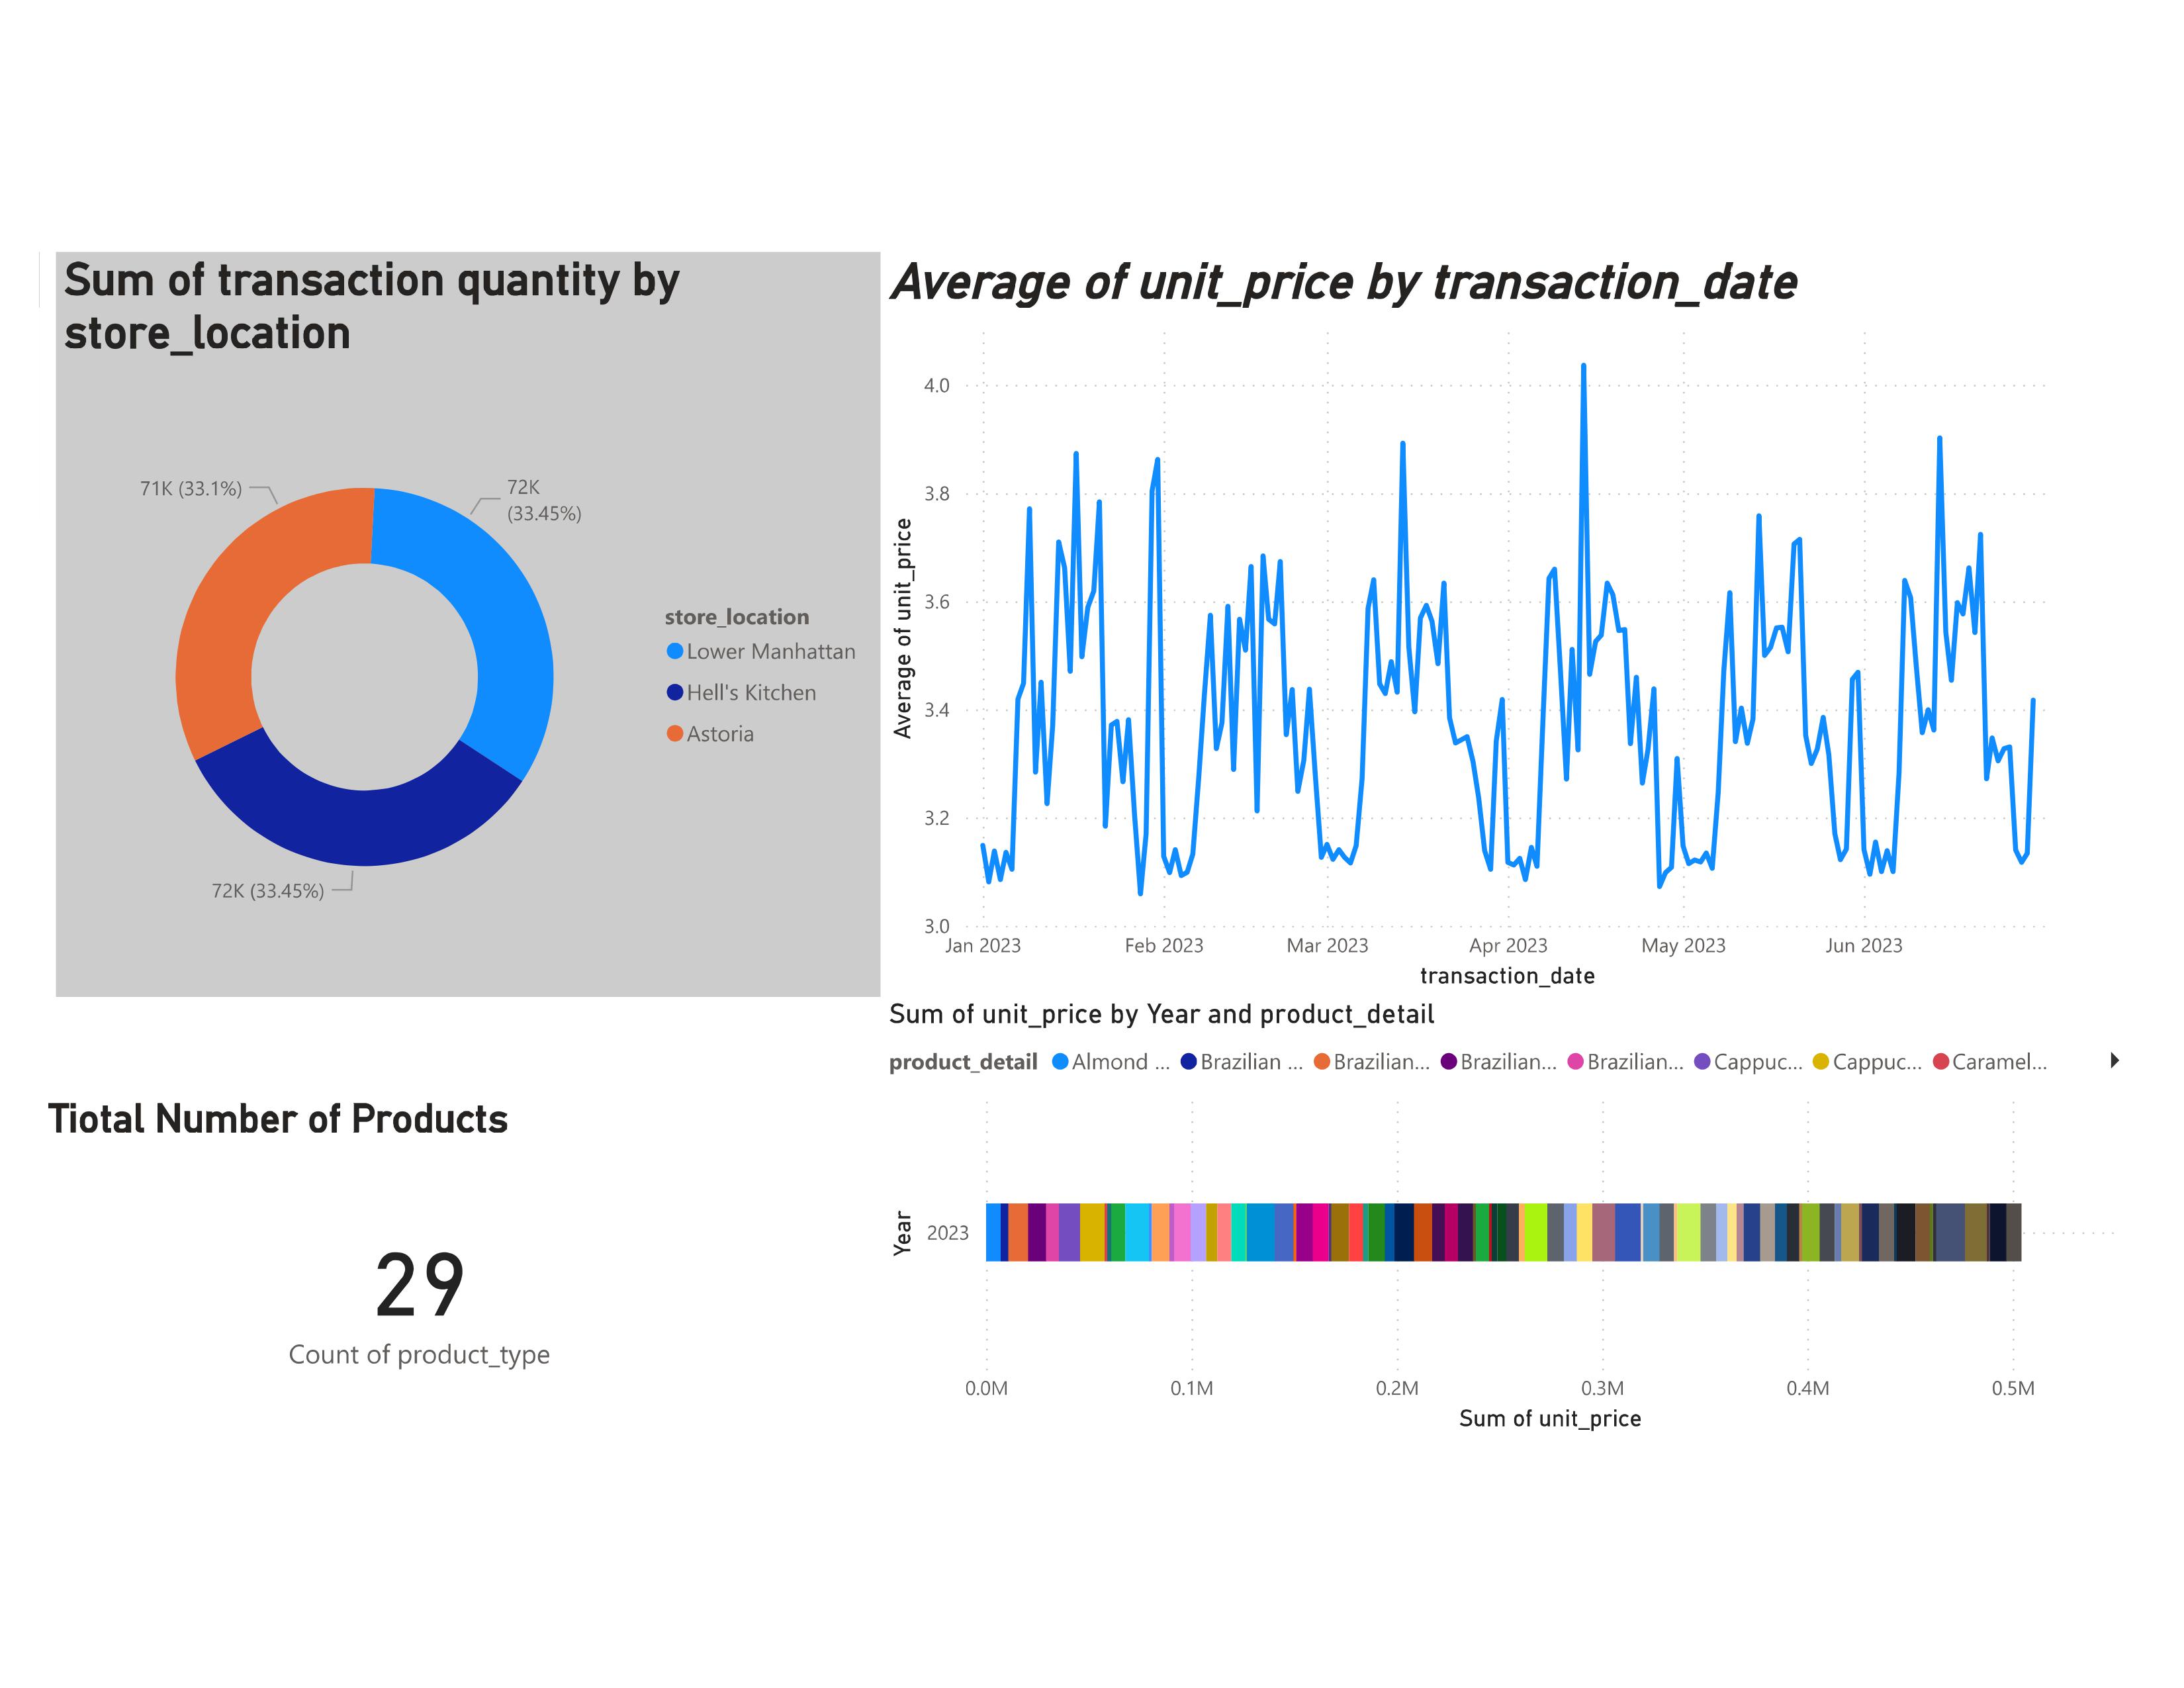 Sum of transaction quantity by
store_location
71K (33.1%)
72K
(33.45%)
72K (33.45%)
store_location
Lower Manhattan
Hell's Kitchen
Astoria
Average of unit_price by transaction_date
Average of unit_price
4.0
3.8
3.6
3.4
3.2
3.0
Jan 2023 Feb 2023 Mar 2023 Apr 2023 May 2023 Jun 2023
transaction_date
Sum of unit_price by Year and product_detail
product_detail Almond ... Brazilian ... Brazilian... Brazilian... Brazilian... Cappuc... Cappuc... Caramel...
Year
2023
0.0M 0.1M 0.2M 0.3M 0.4M 0.5M
Sum of unit_price
Tiotal Number of Products
29
Count of product_type